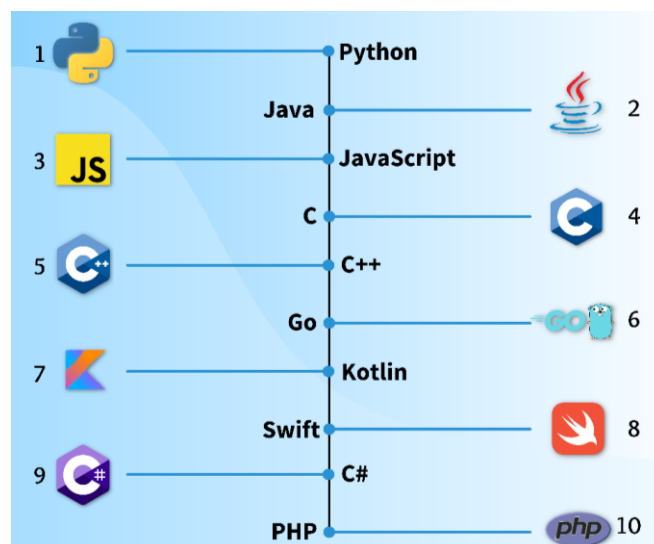 1 Python
Java 2
3 JS JavaScript
C C 4
5 C++ C++
Go GO 6
7 Kotlin
Swift 8
9 C# C#
PHP php 10